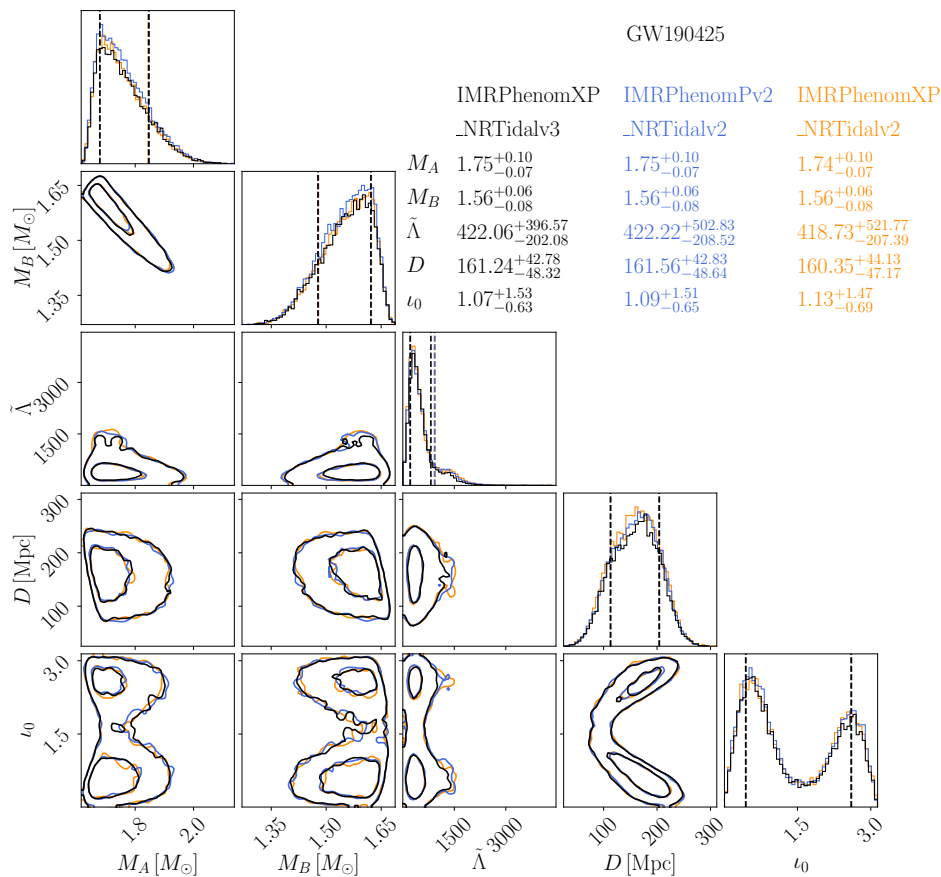 GW190425
IMRPhenomXP IMRPhenomPv2 IMRPhenomXP
_NRTidalv3 _NRTidalv2 _NRTidalv2
M_A 1.75^{+0.10}_{-0.07} 1.75^{+0.10}_{-0.07} 1.74^{+0.10}_{-0.07}
M_B 1.56^{+0.06}_{-0.08} 1.56^{+0.06}_{-0.08} 1.56^{+0.06}_{-0.08}
Λ̃ 422.06^{+396.57}_{-202.08} 422.22^{+502.83}_{-208.52} 418.73^{+521.77}_{-207.39}
D 161.24^{+42.78}_{-48.32} 161.56^{+42.83}_{-48.64} 160.35^{+44.13}_{-47.17}
ι_0 1.07^{+1.53}_{-0.63} 1.09^{+1.51}_{-0.65} 1.13^{+1.47}_{-0.69}
M_B [M_⊙]
1.65
1.50
1.35
Λ̃
3000
1500
D [Mpc]
300
200
100
ι_0
3.0
1.5
1.8 2.0
M_A [M_⊙]
1.35 1.50 1.65
M_B [M_⊙]
1500 3000
Λ̃
100 200 300
D [Mpc]
1.5 3.0
ι_0